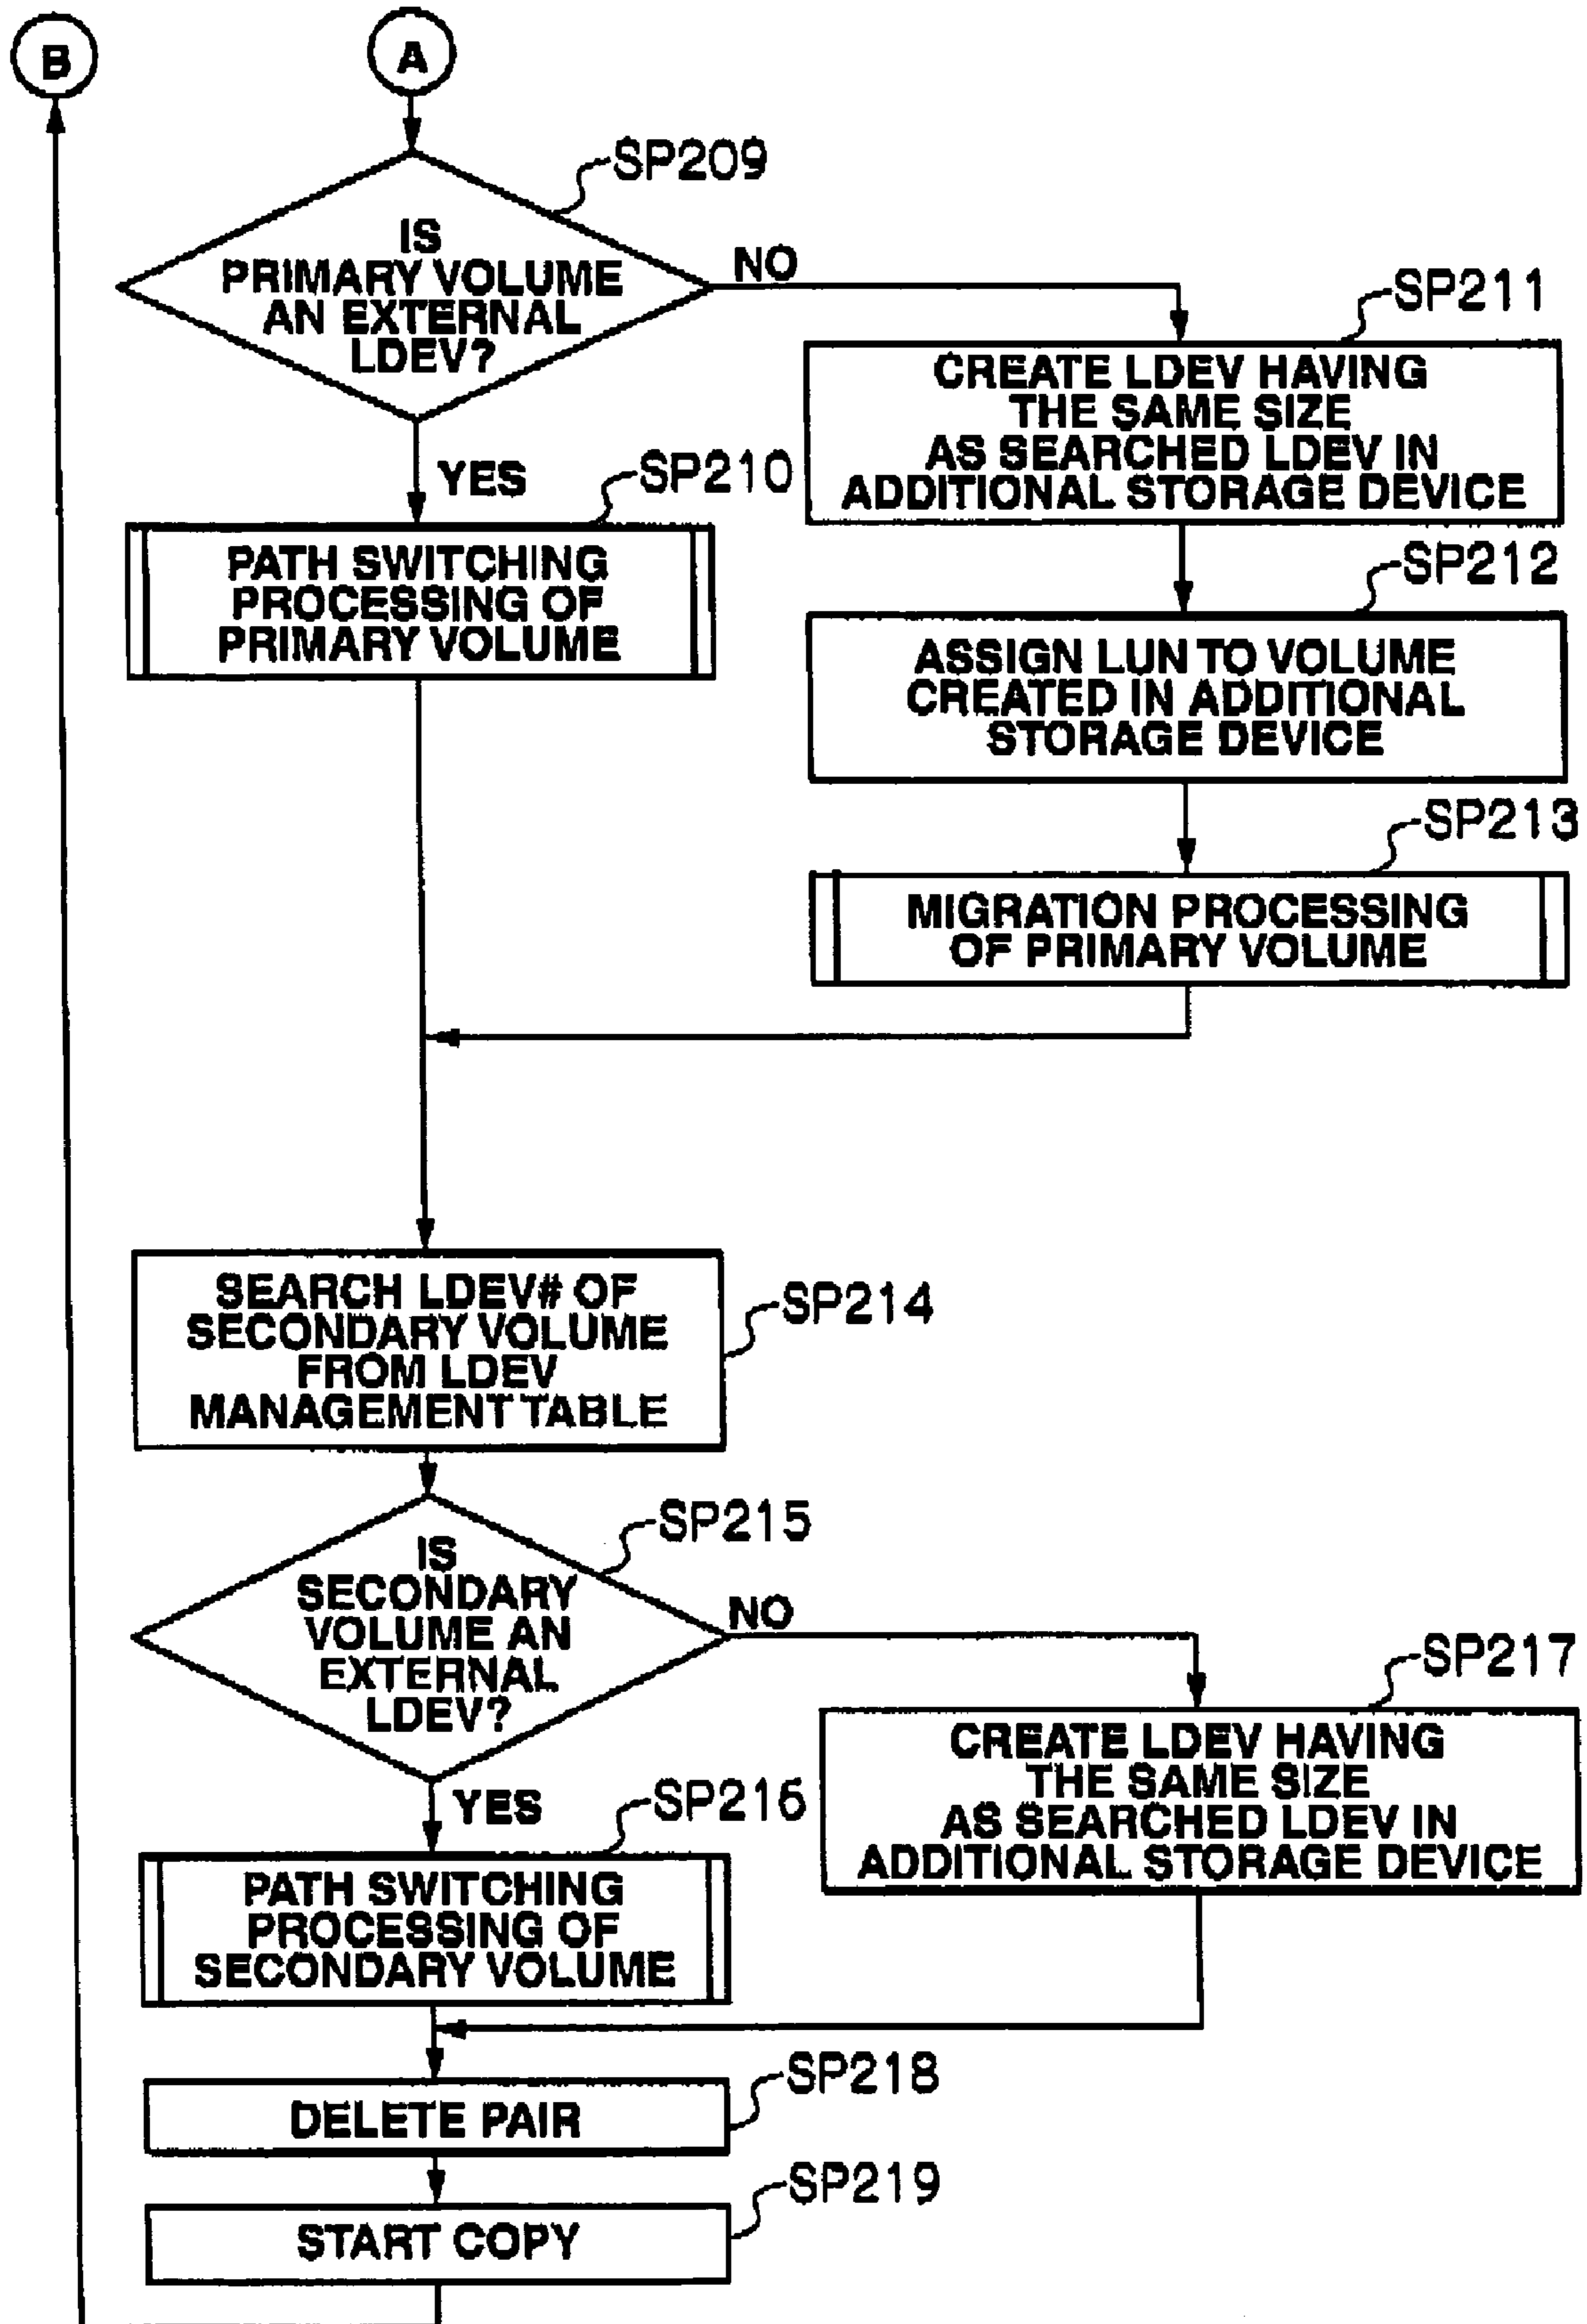 B
A
SP209
IS
PRIMARY VOLUME
AN EXTERNAL
LDEV?
NO
YES
SP211
CREATE LDEV HAVING
THE SAME SIZE
AS SEARCHED LDEV IN
ADDITIONAL STORAGE DEVICE
SP210
PATH SWITCHING
PROCESSING OF
PRIMARY VOLUME
SP212
ASSIGN LUN TO VOLUME
CREATED IN ADDITIONAL
STORAGE DEVICE
SP213
MIGRATION PROCESSING
OF PRIMARY VOLUME
SEARCH LDEV# OF
SECONDARY VOLUME
FROM LDEV
MANAGEMENT TABLE
SP214
SP215
IS
SECONDARY
VOLUME AN
EXTERNAL
LDEV?
NO
YES
SP217
CREATE LDEV HAVING
THE SAME SIZE
AS SEARCHED LDEV IN
ADDITIONAL STORAGE DEVICE
SP216
PATH SWITCHING
PROCESSING OF
SECONDARY VOLUME
SP218
DELETE PAIR
SP219
START COPY